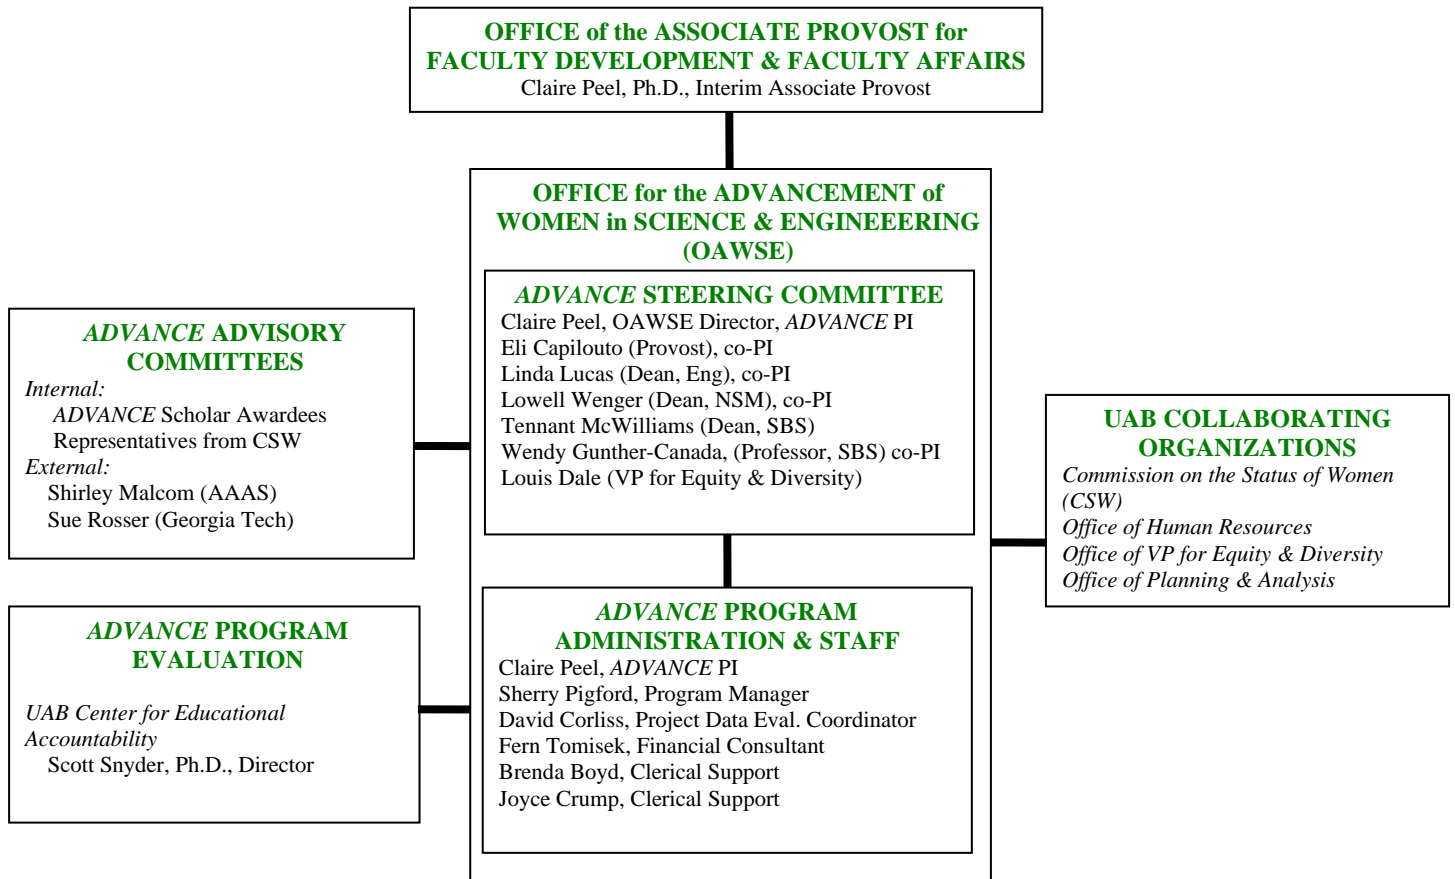 OFFICE of the ASSOCIATE PROVOST for
FACULTY DEVELOPMENT & FACULTY AFFAIRS
Claire Peel, Ph.D., Interim Associate Provost
OFFICE for the ADVANCEMENT of
WOMEN in SCIENCE & ENGINEEERING
(OAWSE)
ADVANCE STEERING COMMITTEE
Claire Peel, OAWSE Director, ADVANCE PI
Eli Capilouto (Provost), co-PI
Linda Lucas (Dean, Eng), co-PI
Lowell Wenger (Dean, NSM), co-PI
Tennant McWilliams (Dean, SBS)
Wendy Gunther-Canada, (Professor, SBS) co-PI
Louis Dale (VP for Equity & Diversity)
ADVANCE ADVISORY
COMMITTEES
Internal:
ADVANCE Scholar Awardees
Representatives from CSW
External:
Shirley Malcom (AAAS)
Sue Rosser (Georgia Tech)
UAB COLLABORATING
ORGANIZATIONS
Commission on the Status of Women
(CSW)
Office of Human Resources
Office of VP for Equity & Diversity
Office of Planning & Analysis
ADVANCE PROGRAM
EVALUATION
UAB Center for Educational
Accountability
Scott Snyder, Ph.D., Director
ADVANCE PROGRAM
ADMINISTRATION & STAFF
Claire Peel, ADVANCE PI
Sherry Pigford, Program Manager
David Corliss, Project Data Eval. Coordinator
Fern Tomisek, Financial Consultant
Brenda Boyd, Clerical Support
Joyce Crump, Clerical Support